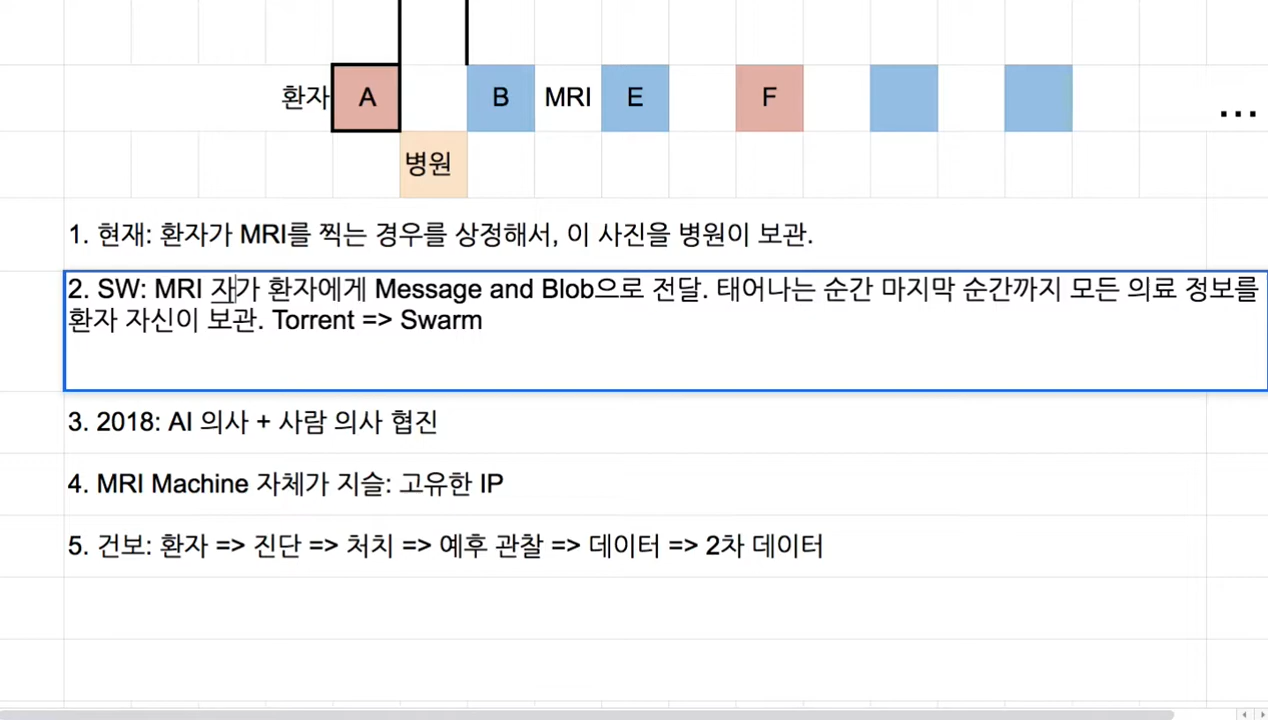 환자 A B MRI E F ...
병원
1. 현재: 환자가 MRI를 찍는 경우를 상정해서, 이 사진을 병원이 보관.
2. SW: MRI 자가 환자에게 Message and Blob으로 전달. 태어나는 순간 마지막 순간까지 모든 의료 정보를
환자 자신이 보관. Torrent => Swarm
3. 2018: AI 의사 + 사람 의사 협진
4. MRI Machine 자체가 지슬: 고유한 IP
5. 건보: 환자 => 진단 => 처치 => 예후 관찰 => 데이터 => 2차 데이터